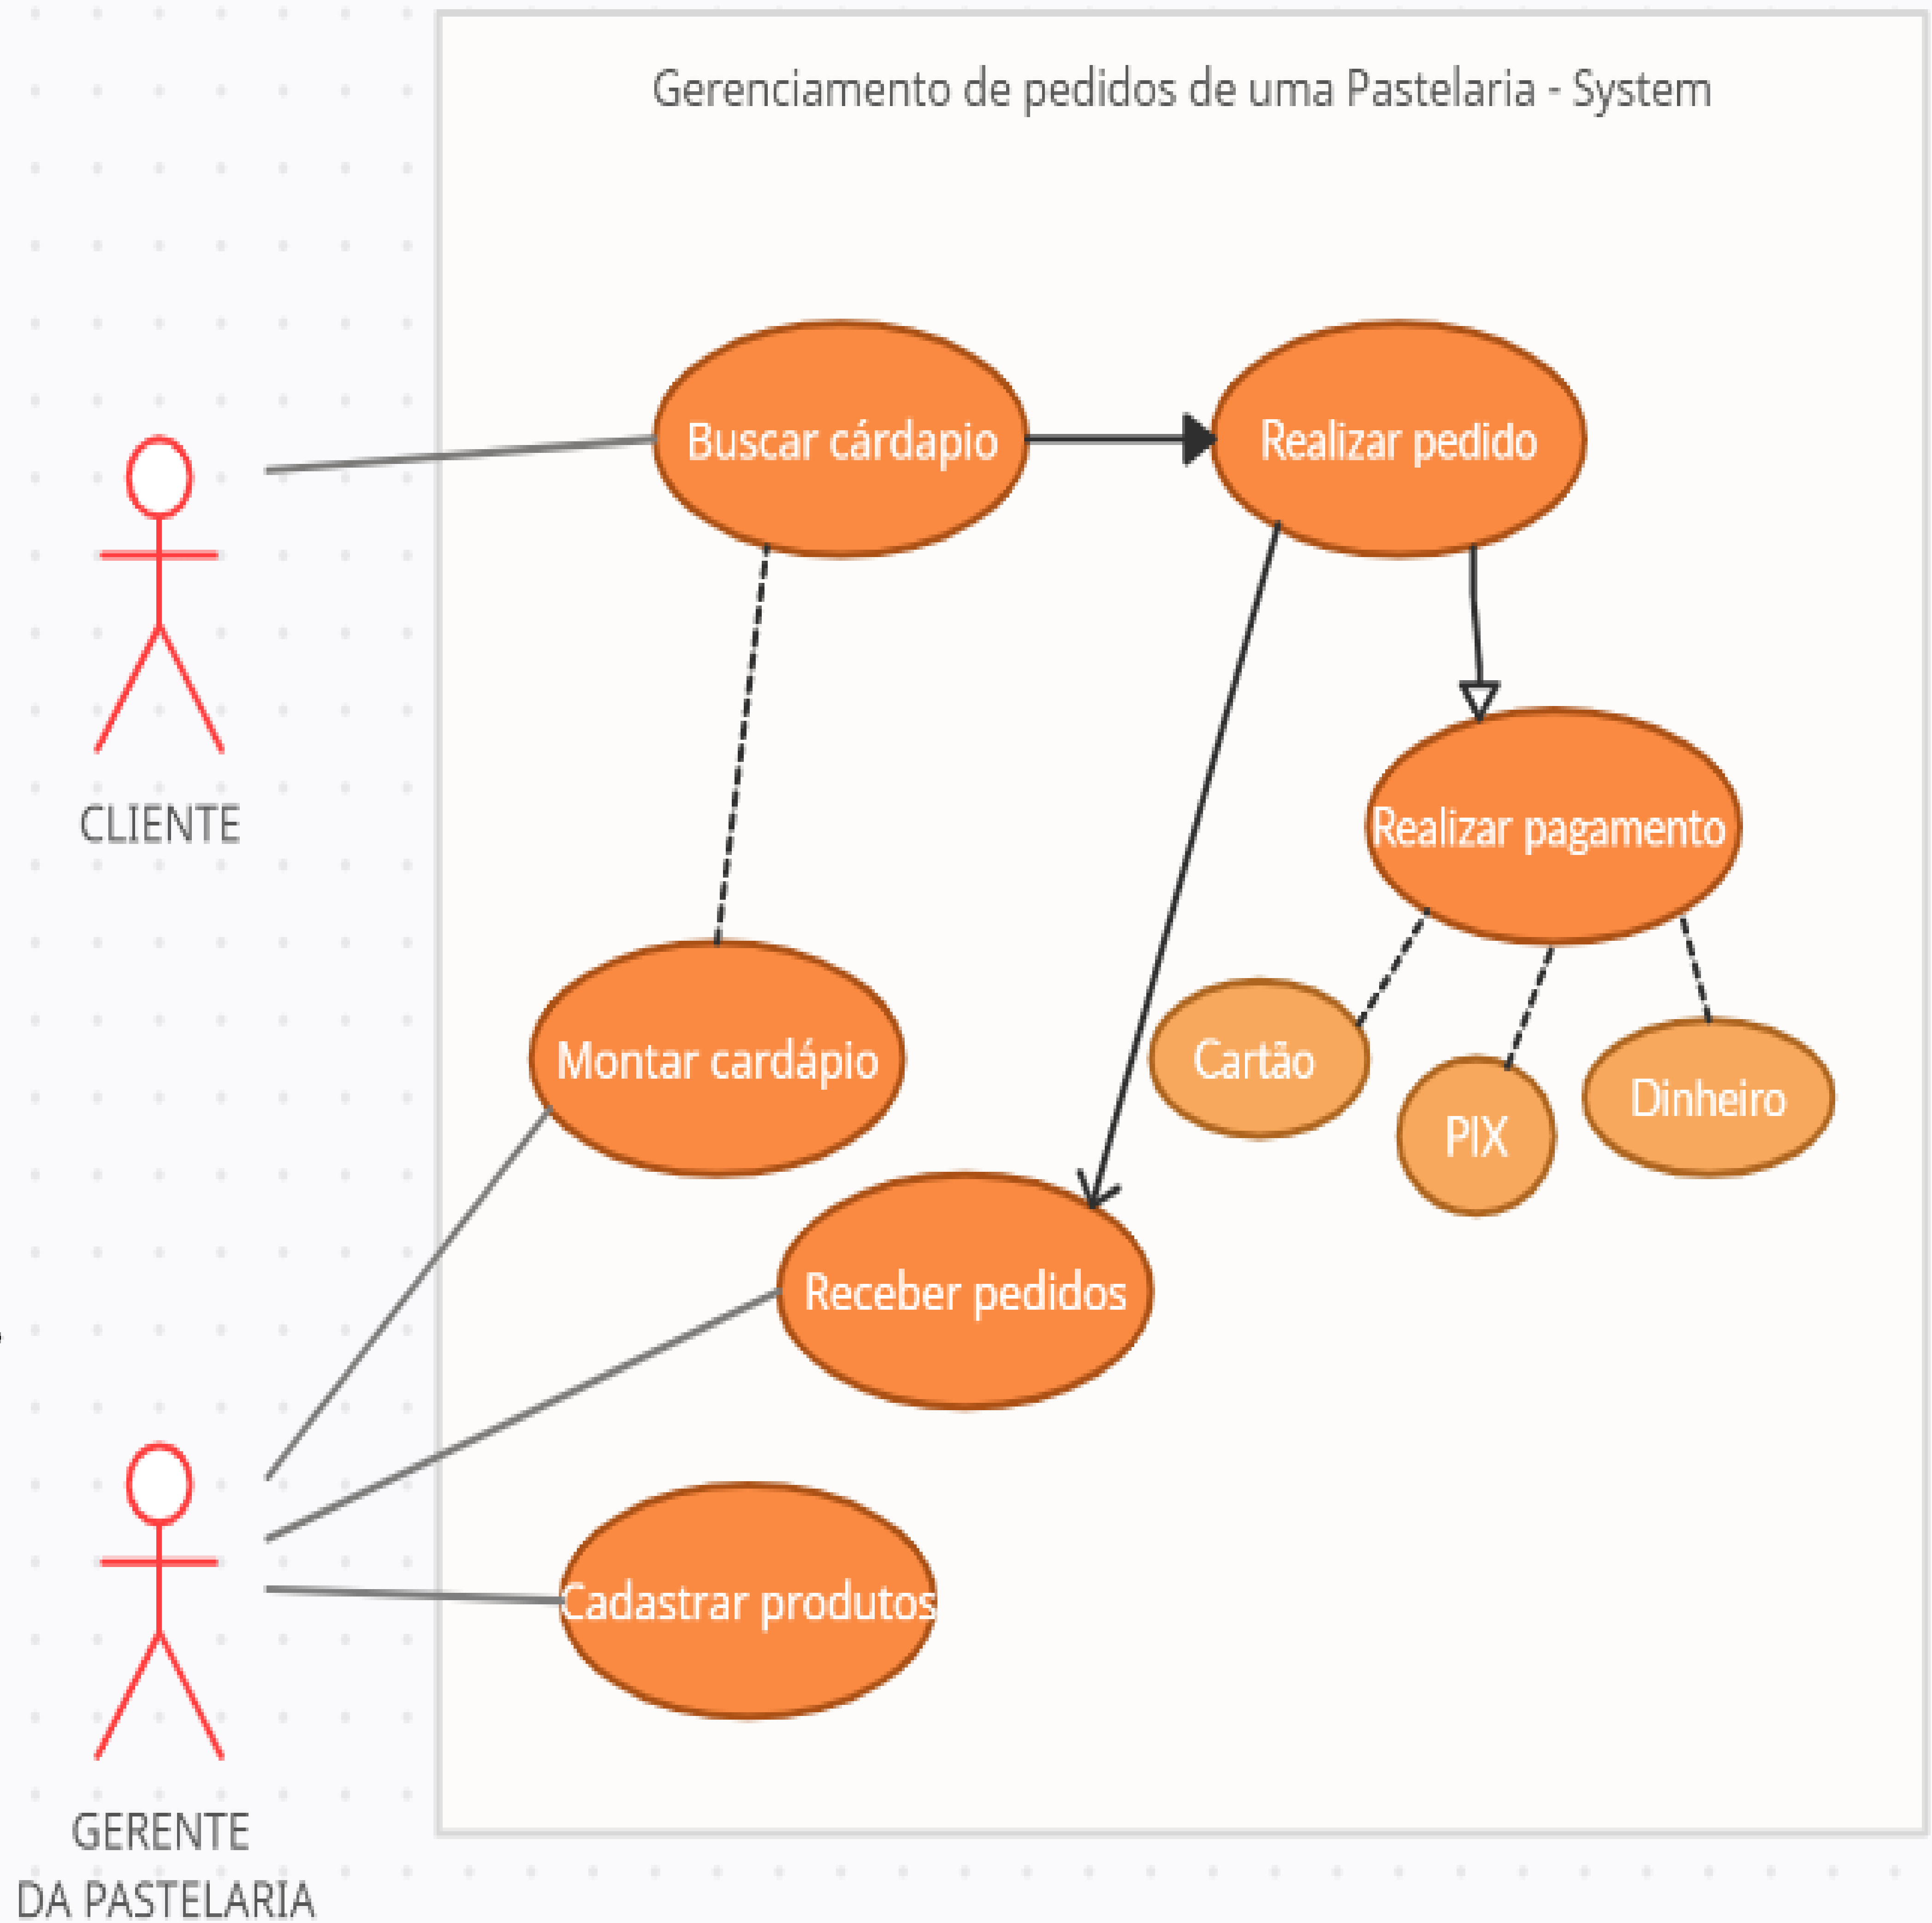 Gerenciamento de pedidos de uma Pastelaria - System
Buscar cárdapio
Realizar pedido
CLIENTE
Realizar pagamento
Montar cardápio
Cartão
PIX
Dinheiro
Receber pedidos
Cadastrar produtos
GERENTE
DA PASTELARIA